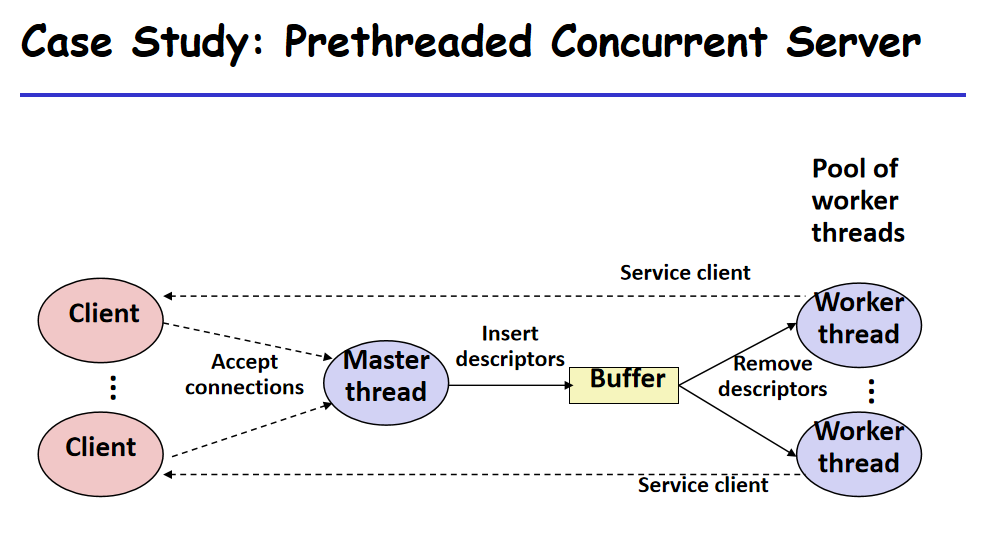 Case Study: Prethreaded Concurrent Server
Pool of
worker
threads
Service client
Client
Accept
connections
Master
thread
Insert
descriptors
Buffer
Remove
descriptors
Worker
thread
Client
Worker
thread
Service client